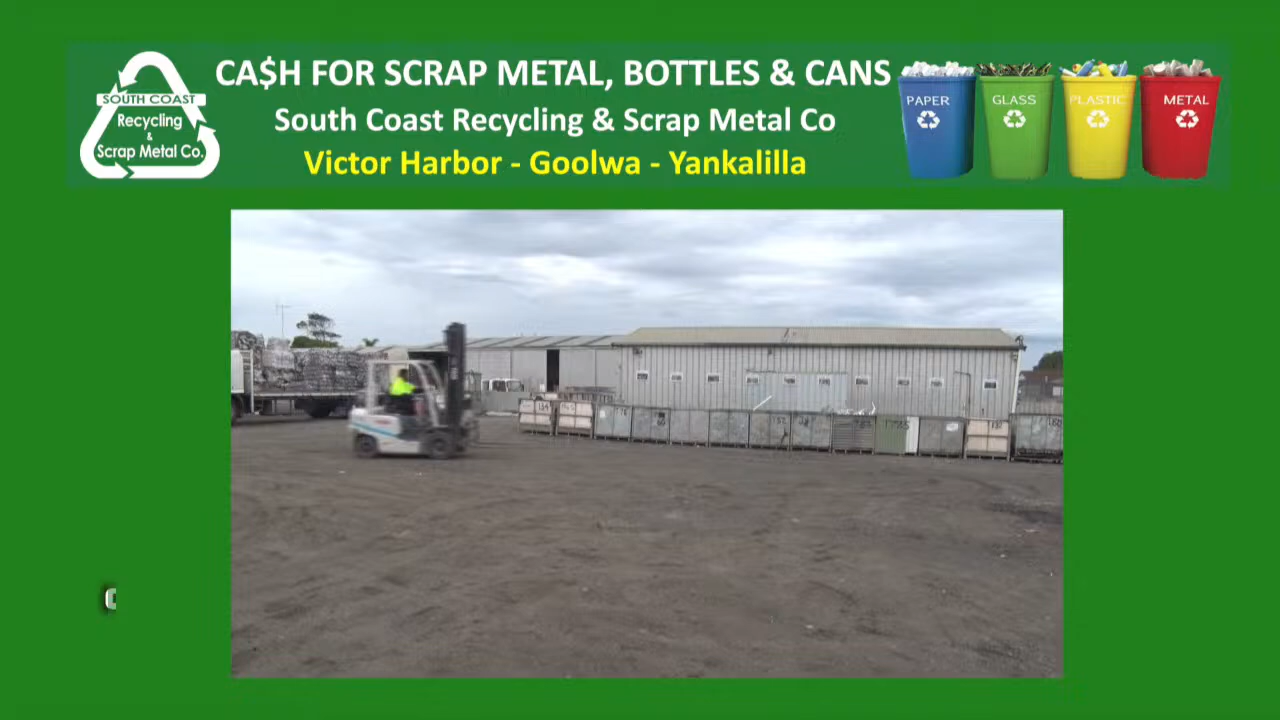 SOUTH COAST
Recycling
&
Scrap Metal Co.
CA$H FOR SCRAP METAL, BOTTLES & CANS
South Coast Recycling & Scrap Metal Co
Victor Harbor - Goolwa - Yankalilla
PAPER
GLASS
PLASTIC
METAL